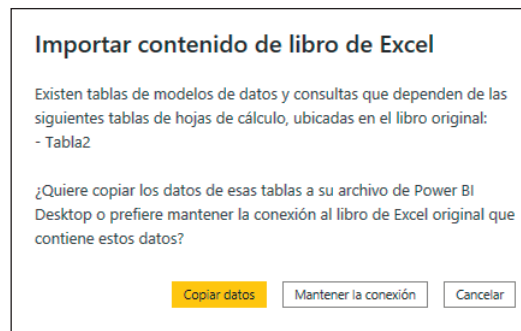 Importar contenido de libro de Excel
Existen tablas de modelos de datos y consultas que dependen de las
siguientes tablas de hojas de cálculo, ubicadas en el libro original:
- Tabla2
¿Quiere copiar los datos de esas tablas a su archivo de Power BI
Desktop o prefiere mantener la conexión al libro de Excel original que
contiene estos datos?
Copiar datos Mantener la conexión Cancelar